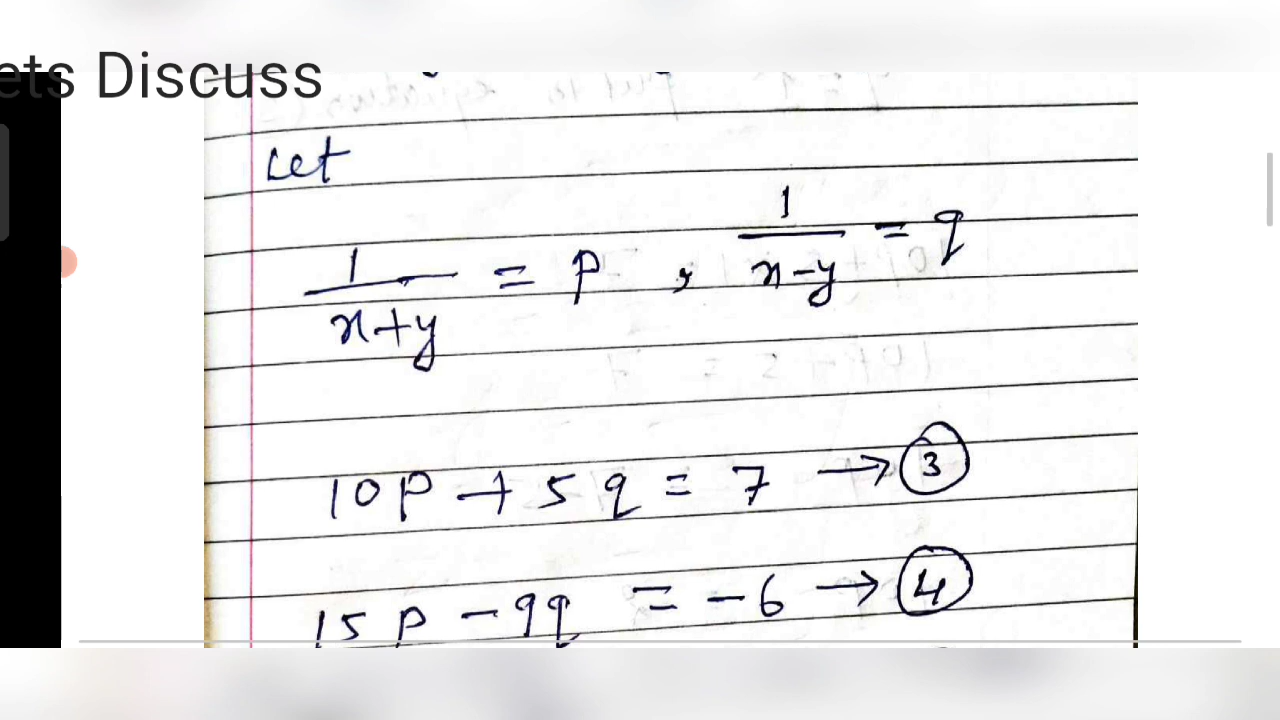 ets Discuss
Let
1/(x+y) = p , 1/(x-y) = q
10p + 5q = 7 → ③
15p - 9q = -6 → ④